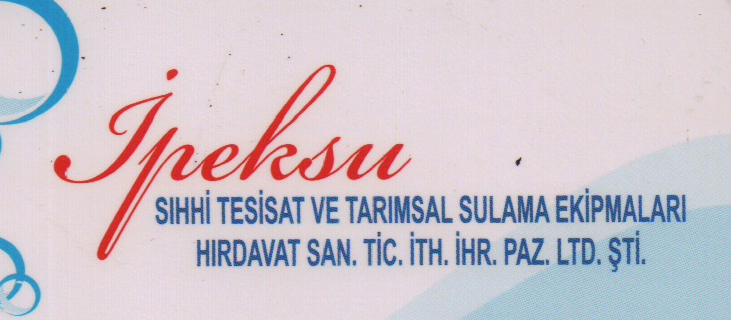 İpeksu
SIHHİ TESİSAT VE TARIMSAL SULAMA EKİPMALARI
HIRDAVAT SAN. TİC. İTH. İHR. PAZ. LTD. ŞTİ.